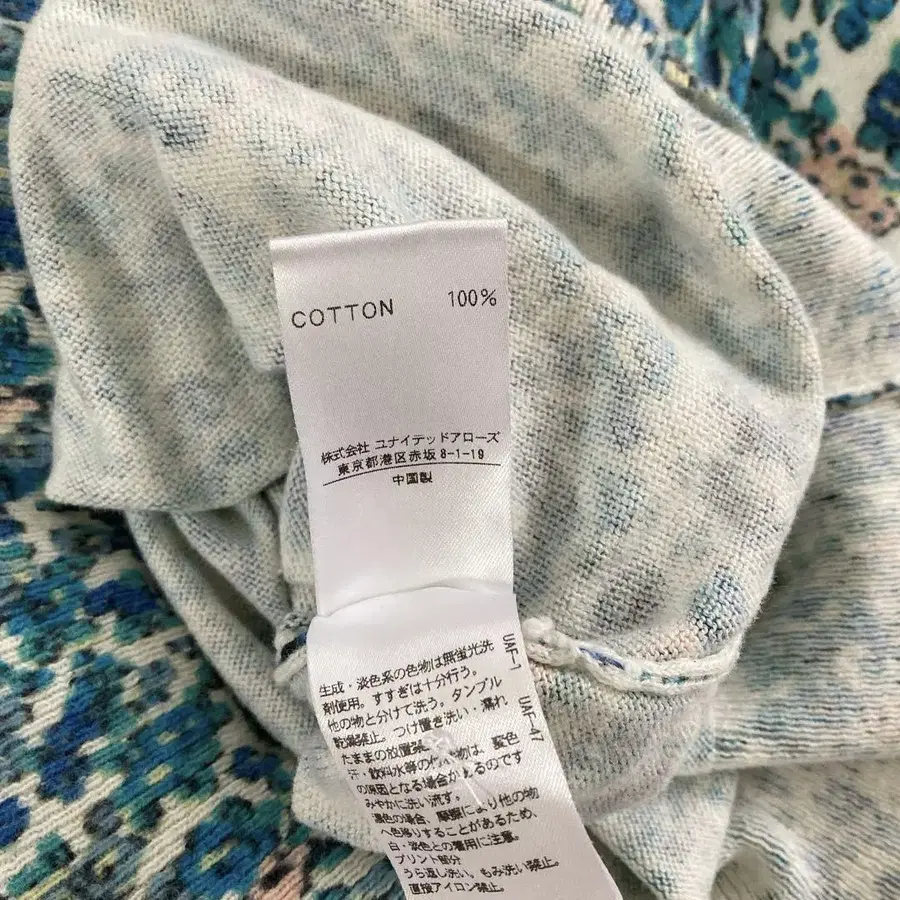 COTTON 100%
株式会社 ユナイテッドアローズ
東京都港区赤坂 8-1-19
中国製
UAF-1 UAF-47
生成・淡色系の色物は無蛍光洗
剤使用。すすぎは十分行う。
他の物と分けて洗う。タンブル
乾燥禁止。つけ置き洗い・濡れ
たままの放置禁止。 物は、変色
汗・飲料水等の
の原因となる場合があるので
みやかに洗い流す。
濃色の場合、摩擦により他の物
へ色移りすることがあるため、
白・淡色との着用に注意。
プリント部分
うら返し洗い。もみ洗い禁止。
直接アイロン禁止。